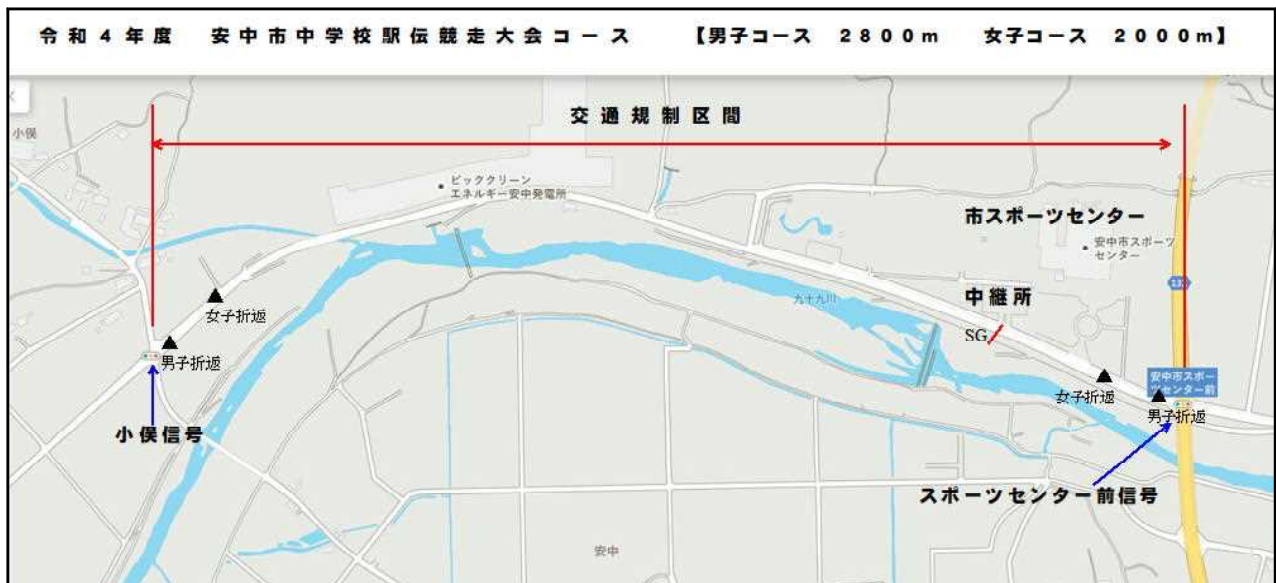 令和4年度　安中市中学校駅伝競走大会コース　【男子コース　2800m　女子コース　2000m】
交通規制区間
小俣
ビッククリーン
エネルギー安中発電所
市スポーツセンター
安中市スポーツ
センター
132
九十九川
中継所
女子折返
SG
男子折返
安中市スポー
ツセンター前
女子折返
男子折返
小俣信号
スポーツセンター前信号
安中